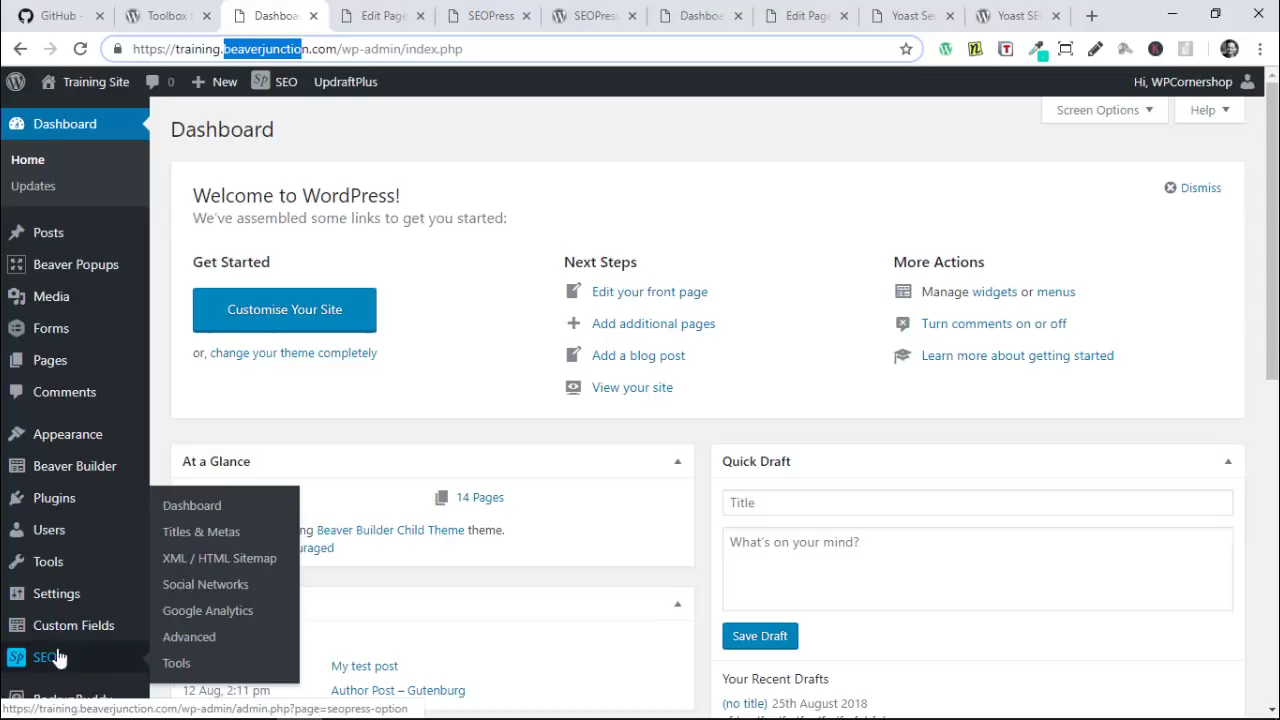 GitHub -
Toolbox t
Dashboa
Edit Page
SEOPress
SEOPres
Dashboa
Edit Page
Yoast Se
Yoast SE
https://training.beaverjunction.com/wp-admin/index.php
Training Site
0
New
SEO
UpdraftPlus
Hi, WPCornershop
Dashboard
Home
Updates
Posts
Beaver Popups
Media
Forms
Pages
Comments
Appearance
Beaver Builder
Plugins
Users
Tools
Settings
Custom Fields
SEO
Dashboard
Titles & Metas
XML / HTML Sitemap
Social Networks
Google Analytics
Advanced
Tools
Dashboard
Screen Options
Help
Welcome to WordPress!
Dismiss
We've assembled some links to get you started:
Get Started
Customise Your Site
or, change your theme completely
Next Steps
Edit your front page
Add additional pages
Add a blog post
View your site
More Actions
Manage widgets or menus
Turn comments on or off
Learn more about getting started
At a Glance
14 Pages
ng Beaver Builder Child Theme theme.
ouraged
My test post
12 Aug, 2:11 pm Author Post – Gutenburg
Quick Draft
Title
What's on your mind?
Save Draft
Your Recent Drafts
(no title) 25th August 2018
https://training.beaverjunction.com/wp-admin/admin.php?page=seopress-option